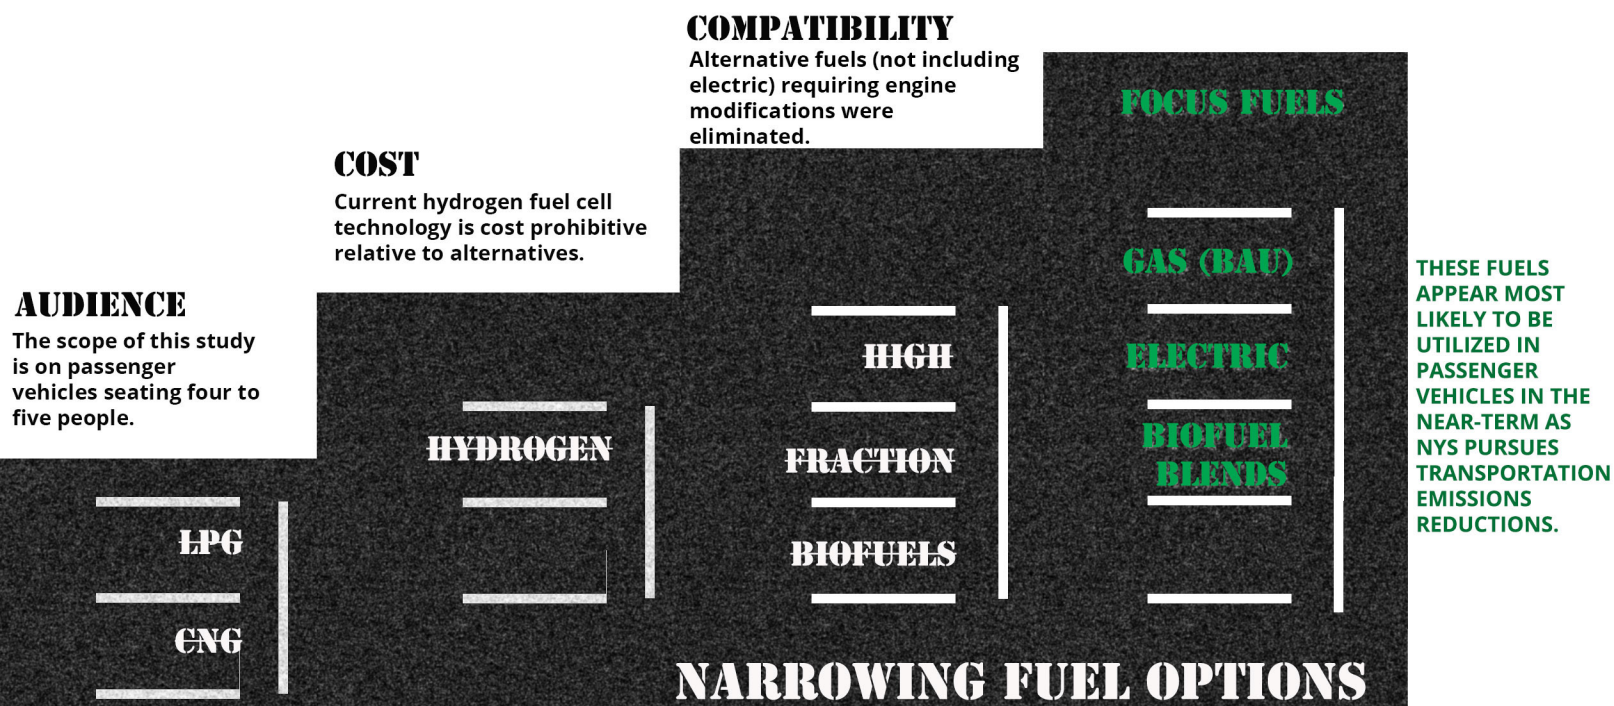 AUDIENCE
The scope of this study
is on passenger
vehicles seating four to
five people.
LPG
CNG
COST
Current hydrogen fuel cell
technology is cost prohibitive
relative to alternatives.
HYDROGEN
COMPATIBILITY
Alternative fuels (not including
electric) requiring engine
modifications were
eliminated.
HIGH
FRACTION
BIOFUELS
FOCUS FUELS
GAS (BAU)
ELECTRIC
BIOFUEL
BLENDS
THESE FUELS
APPEAR MOST
LIKELY TO BE
UTILIZED IN
PASSENGER
VEHICLES IN THE
NEAR-TERM AS
NYS PURSUES
TRANSPORTATION
EMISSIONS
REDUCTIONS.
NARROWING FUEL OPTIONS